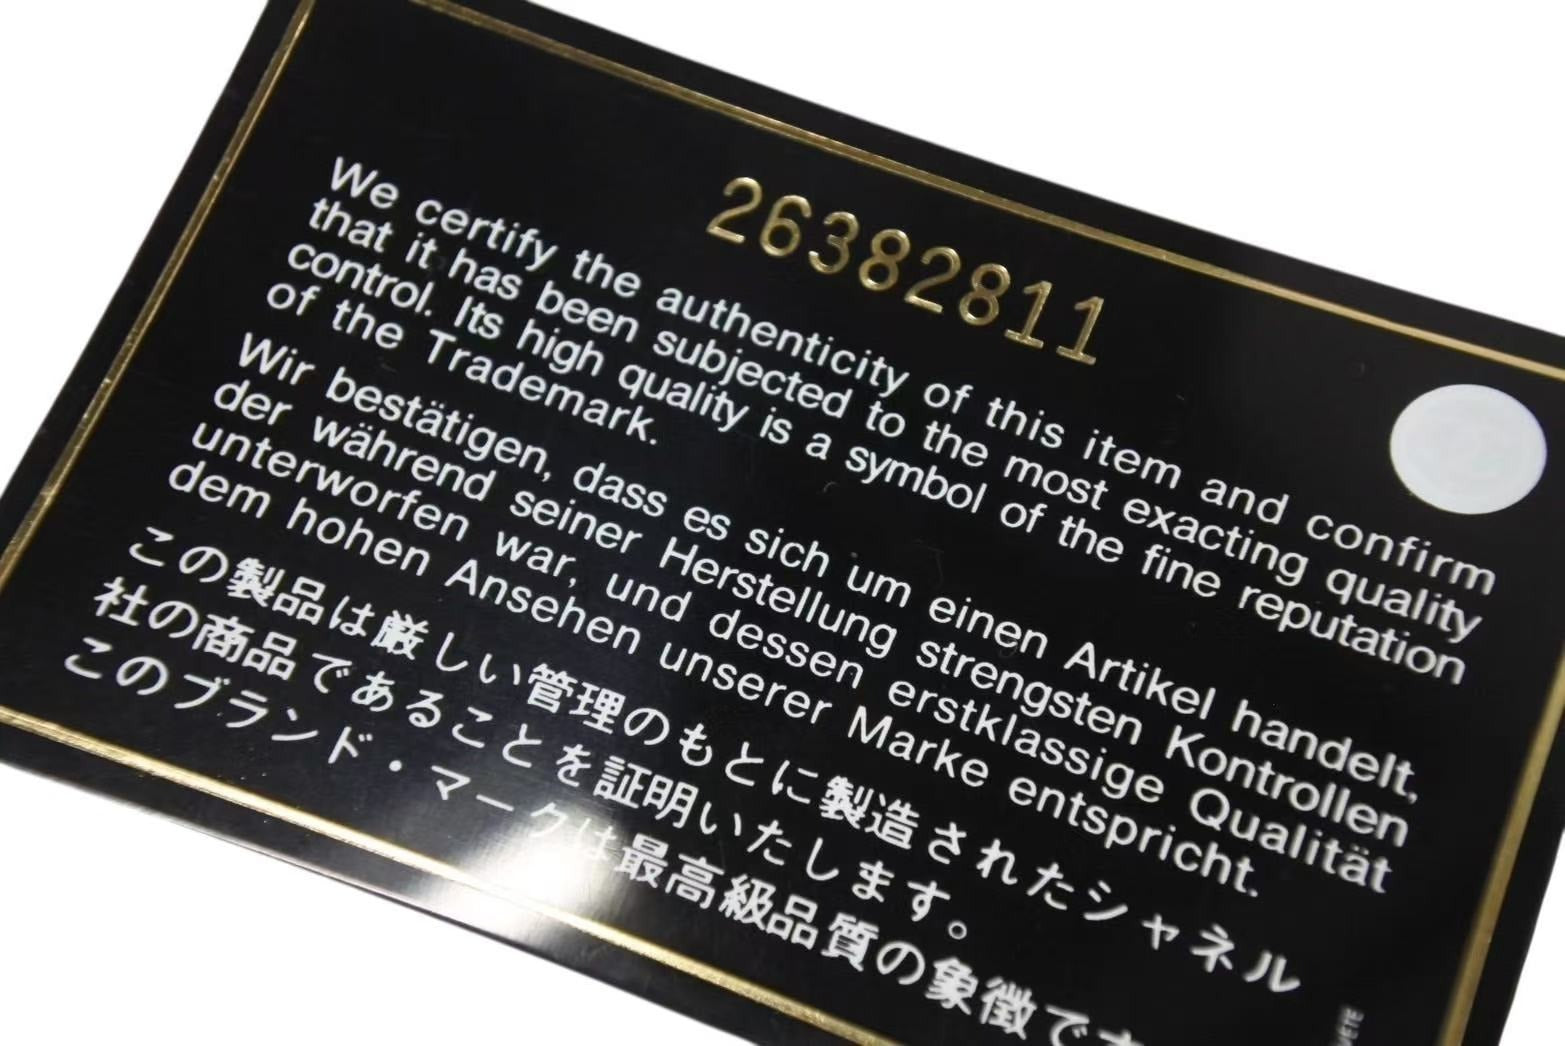 26382811
We certify the authenticity of this item and confirm
that it has been subjected to the most exacting quality
control. Its high quality is a symbol of the fine reputation
of the Trademark.
Wir bestätigen, dass es sich um einen Artikel handelt,
der während seiner Herstellung strengsten Kontrollen
unterworfen war, und dessen erstklassige Qualität
dem hohen Ansehen unserer Marke entspricht.
この製品は厳しい管理のもとに製造されたシャネル
社の商品であることを証明いたします。
このブランド・マークは最高級品質の象徴で